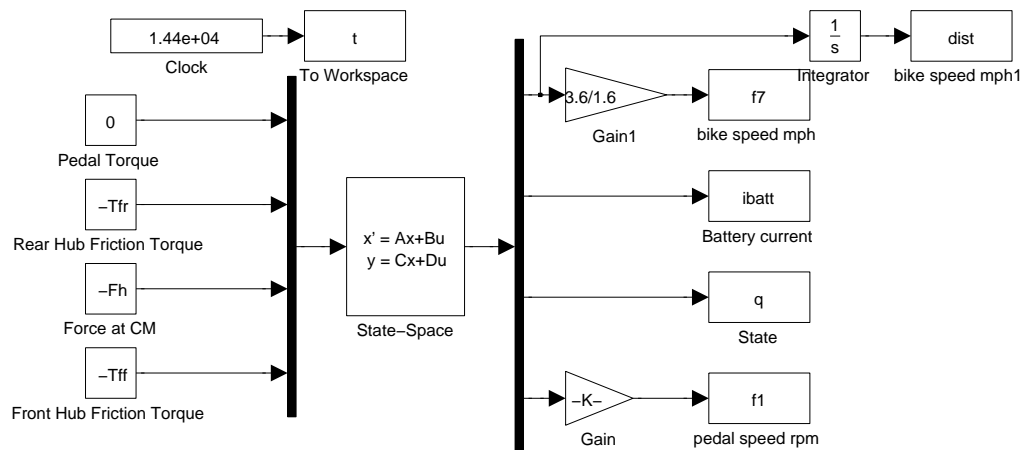 1.44e+04
Clock
t
To Workspace
1
s
Integrator
dist
bike speed mph1
3.6/1.6
Gain1
f7
bike speed mph
0
Pedal Torque
−Tfr
Rear Hub Friction Torque
−Fh
Force at CM
−Tff
Front Hub Friction Torque
x' = Ax+Bu
y = Cx+Du
State−Space
ibatt
Battery current
q
State
−K−
Gain
f1
pedal speed rpm